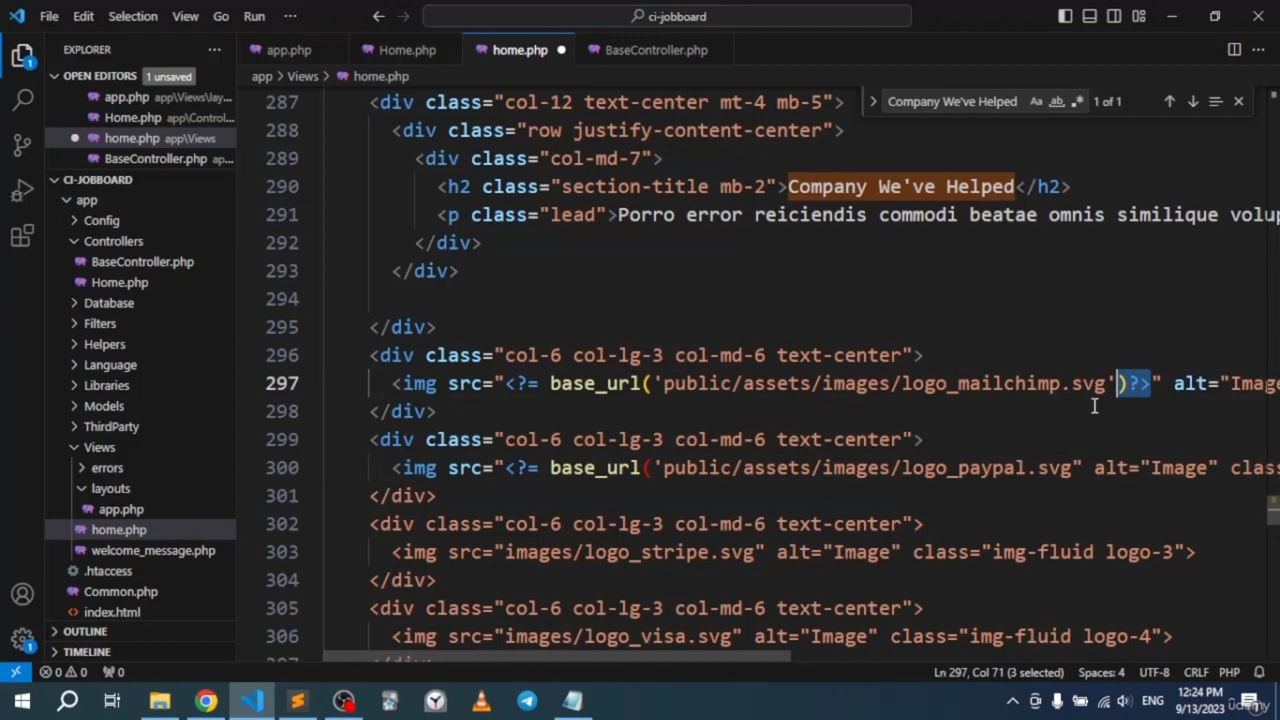 File Edit Selection View Go Run ··· ci-jobboard
EXPLORER ···
app.php Home.php home.php BaseController.php
OPEN EDITORS 1 unsaved
app > Views > home.php
app.php app\Views\lay...
Home.php app\Control...
home.php app\Views
BaseController.php ap...
Company We've Helped Aa ab 1 of 1
CI-JOBBOARD
app
Config
Controllers
BaseController.php
Home.php
Database
Filters
Helpers
Language
Libraries
Models
ThirdParty
Views
errors
layouts
app.php
home.php
welcome_message.php
.htaccess
Common.php
index.html
OUTLINE
TIMELINE
287 <div class="col-12 text-center mt-4 mb-5">
288 <div class="row justify-content-center">
289 <div class="col-md-7">
290 <h2 class="section-title mb-2">Company We've Helped</h2>
291 <p class="lead">Porro error reiciendis commodi beatae omnis similique volup
292 </div>
293 </div>
294
295 </div>
296 <div class="col-6 col-lg-3 col-md-6 text-center">
297 <img src="<?= base_url('public/assets/images/logo_mailchimp.svg')?>" alt="Image
298 </div>
299 <div class="col-6 col-lg-3 col-md-6 text-center">
300 <img src="<?= base_url('public/assets/images/logo_paypal.svg" alt="Image" clas
301 </div>
302 <div class="col-6 col-lg-3 col-md-6 text-center">
303 <img src="images/logo_stripe.svg" alt="Image" class="img-fluid logo-3">
304 </div>
305 <div class="col-6 col-lg-3 col-md-6 text-center">
306 <img src="images/logo_visa.svg" alt="Image" class="img-fluid logo-4">
0 0 0 Ln 297, Col 71 (3 selected) Spaces: 4 UTF-8 CRLF PHP
ENG 12:24 PM
9/13/2023
udemy